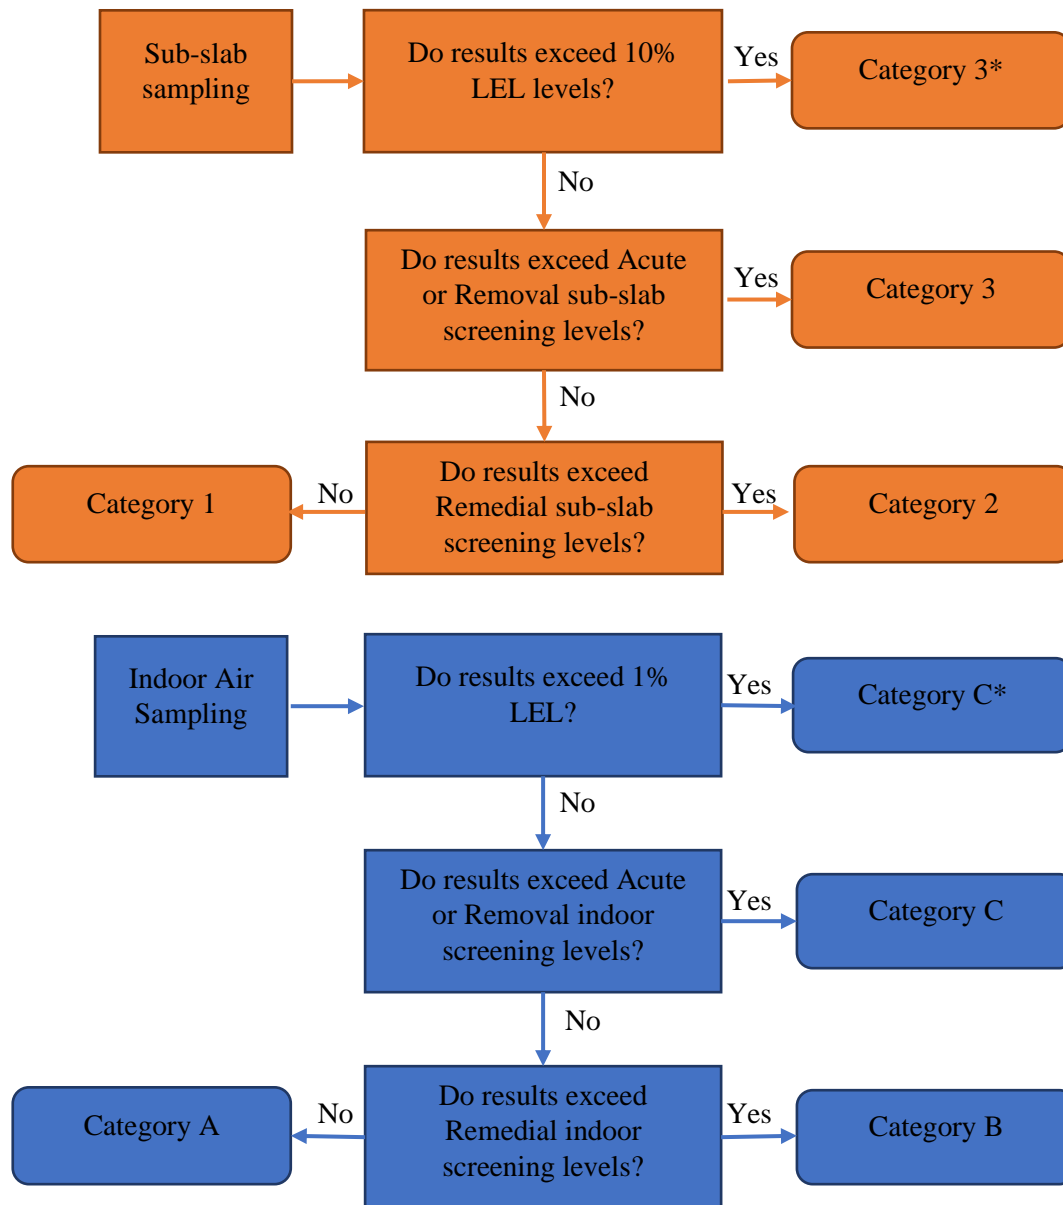 Sub-slab
sampling
Do results exceed 10%
LEL levels?
Yes
Category 3*
No
Do results exceed Acute
or Removal sub-slab
screening levels?
Yes
Category 3
No
Category 1
No
Do results exceed
Remedial sub-slab
screening levels?
Yes
Category 2
Indoor Air
Sampling
Do results exceed 1%
LEL?
Yes
Category C*
No
Do results exceed Acute
or Removal indoor
screening levels?
Yes
Category C
No
Category A
No
Do results exceed
Remedial indoor
screening levels?
Yes
Category B